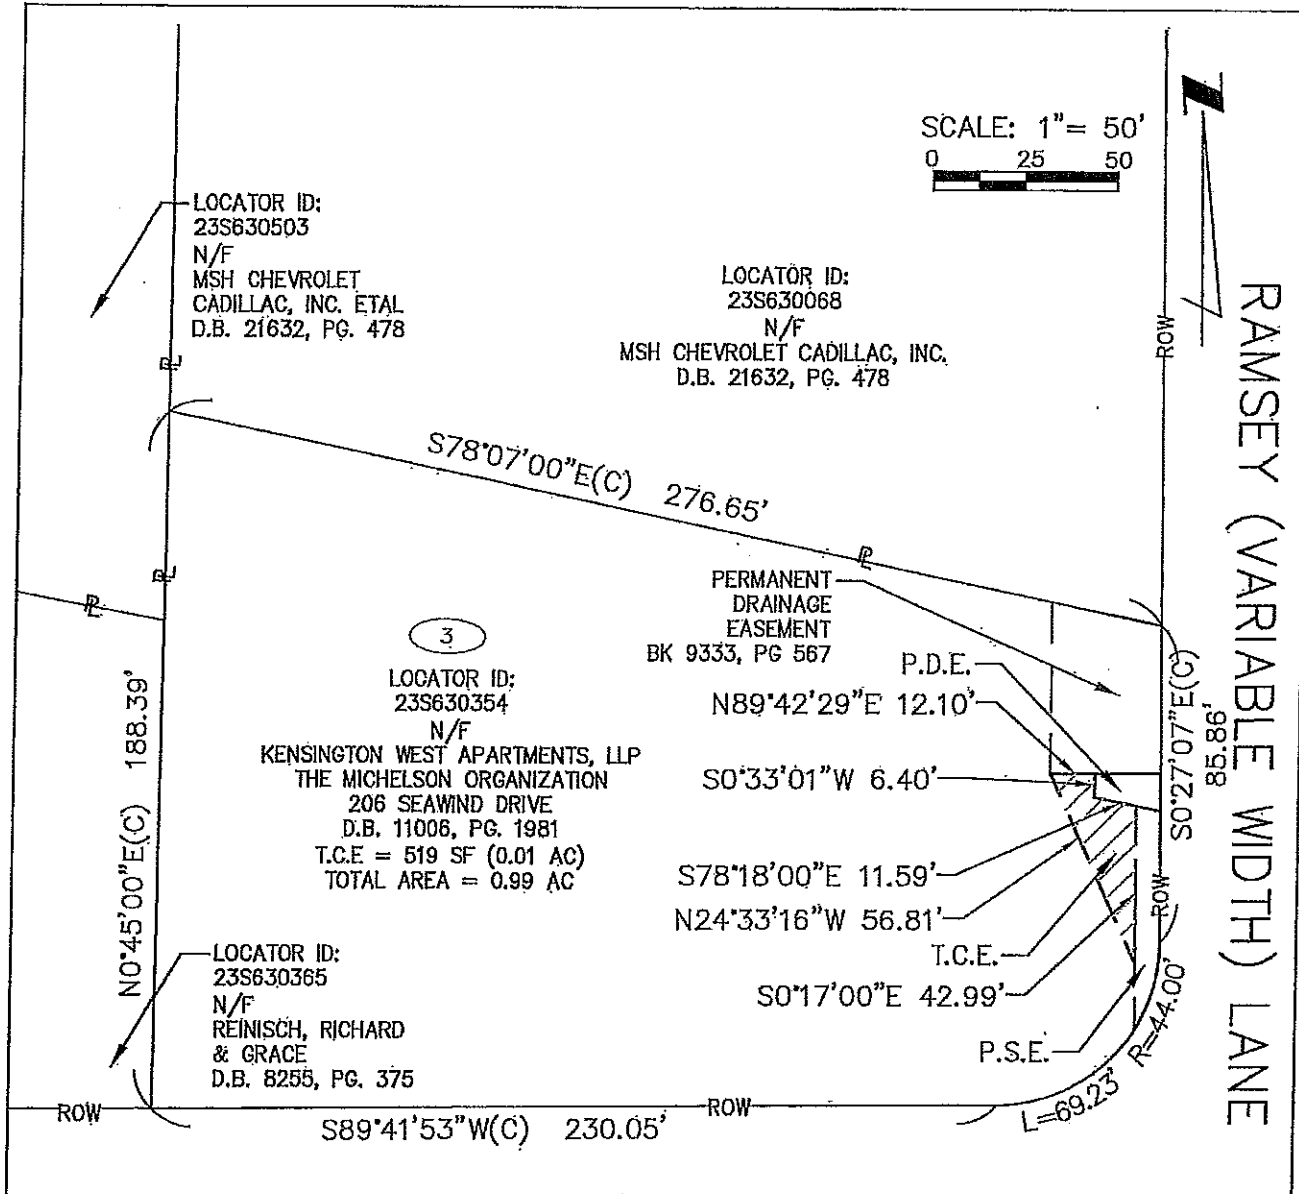 SCALE: 1"= 50'
0 25 50
LOCATOR ID:
23S630503
N/F
MSH CHEVROLET
CADILLAC, INC. ETAL
D.B. 21632, PG. 478
LOCATOR ID:
23S630068
N/F
MSH CHEVROLET CADILLAC, INC.
D.B. 21632, PG. 478
ROW
RAMSEY (VARIABLE WIDTH) LANE
PL
S78°07'00"E(C) 276.65'
PL
PL
PL
PERMANENT
DRAINAGE
EASEMENT
BK 9333, PG 567
P.D.E.
N89°42'29"E 12.10'
S0°33'01"W 6.40'
S0°27'07"E(C)
85.86'
3
LOCATOR ID:
23S630354
N/F
KENSINGTON WEST APARTMENTS, LLP
THE MICHELSON ORGANIZATION
206 SEAWIND DRIVE
D.B. 11006, PG. 1981
T.C.E = 519 SF (0.01 AC)
TOTAL AREA = 0.99 AC
N0°45'00"E(C) 188.39'
S78°18'00"E 11.59'
N24°33'16"W 56.81'
T.C.E.
S0°17'00"E 42.99'
P.S.E.
ROW
R=44.00'
L=69.23'
LOCATOR ID:
23S630365
N/F
REINISCH, RICHARD
& GRACE
D.B. 8255, PG. 375
ROW
ROW
S89°41'53"W(C) 230.05'